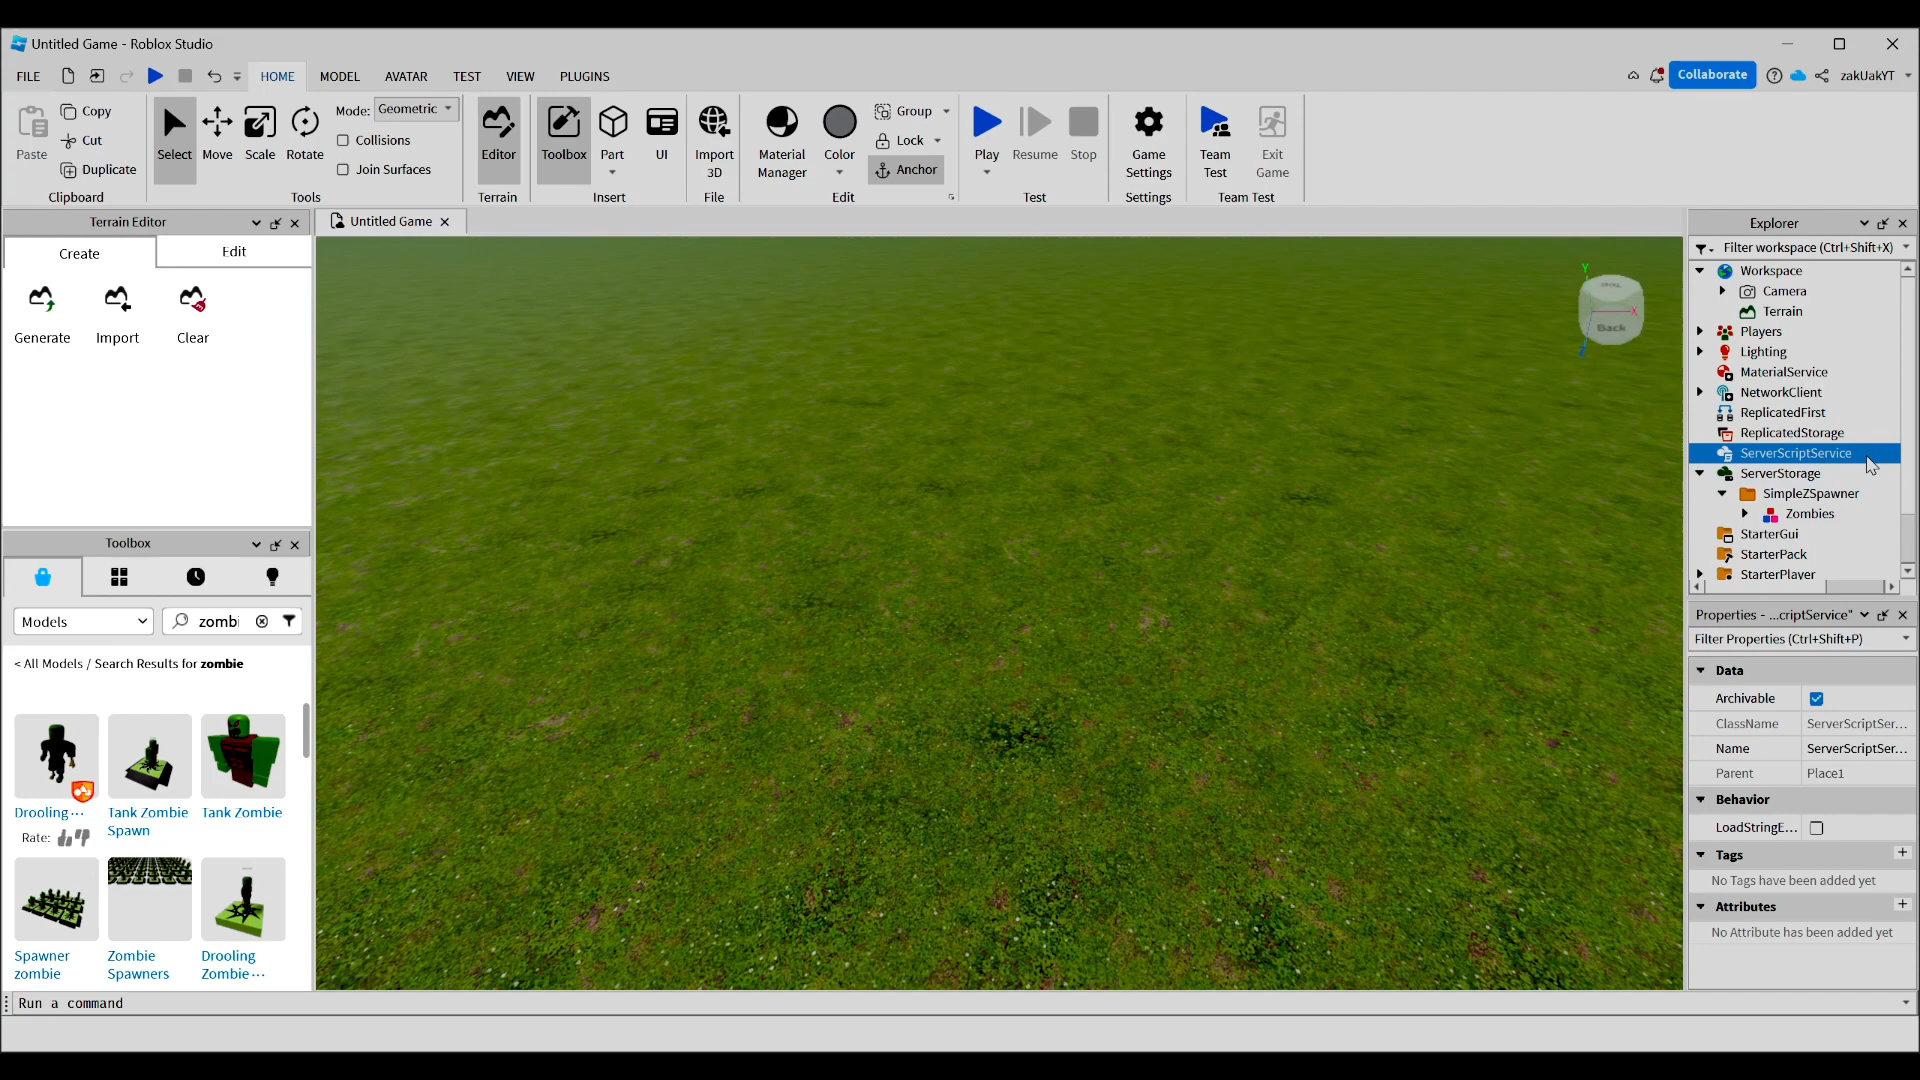 Untitled Game - Roblox Studio
FILE
HOME
MODEL
AVATAR
TEST
VIEW
PLUGINS
Collaborate
zakUakYT
Paste
Copy
Cut
Duplicate
Clipboard
Select
Move
Scale
Rotate
Mode: Geometric
Collisions
Join Surfaces
Tools
Editor
Terrain
Toolbox
Part
UI
Insert
Import
3D
File
Material
Manager
Color
Group
Lock
Anchor
Edit
Play
Resume
Stop
Test
Game
Settings
Settings
Team
Test
Exit
Game
Team Test
Terrain Editor
Create
Edit
Generate
Import
Clear
Toolbox
Models
zombi
< All Models / Search Results for zombie
Drooling...
Rate:
Tank Zombie
Spawn
Tank Zombie
Spawner
zombie
Zombie
Spawners
Drooling
Zombie...
Untitled Game
Y
X
Back
Explorer
Filter workspace (Ctrl+Shift+X)
Workspace
Camera
Terrain
Players
Lighting
MaterialService
NetworkClient
ReplicatedFirst
ReplicatedStorage
ServerScriptService
ServerStorage
SimpleZSpawner
Zombies
StarterGui
StarterPack
StarterPlayer
Properties - ...criptService"
Filter Properties (Ctrl+Shift+P)
Data
Archivable
ClassName ServerScriptSer...
Name ServerScriptSer...
Parent Place1
Behavior
LoadStringE...
Tags
No Tags have been added yet
Attributes
No Attribute has been added yet
Run a command